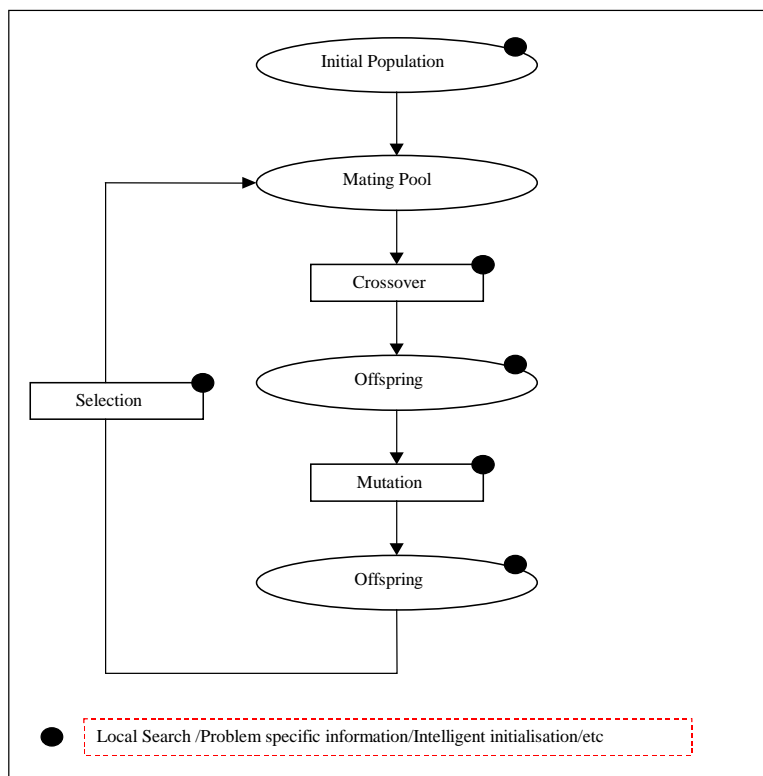 Initial Population
Mating Pool
Crossover
Offspring
Selection
Mutation
Offspring
Local Search /Problem specific information/Intelligent initialisation/etc